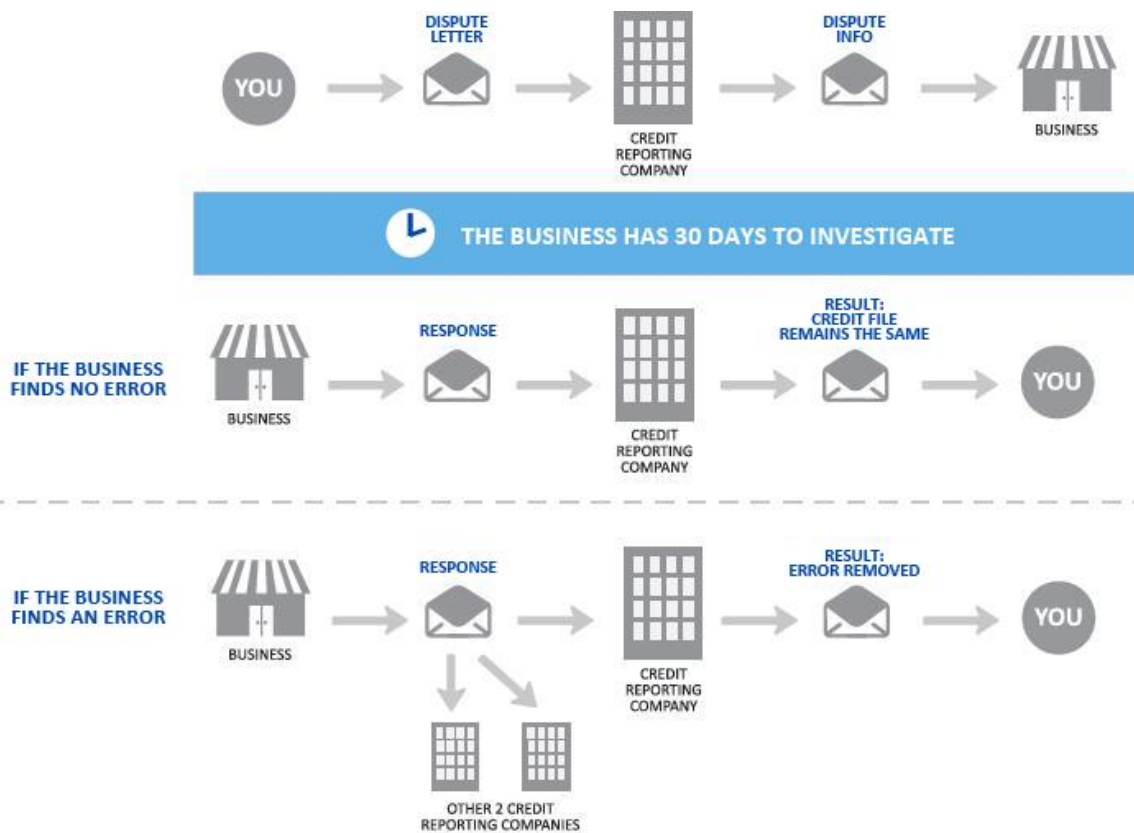 DISPUTE
LETTER
DISPUTE
INFO
YOU
CREDIT
REPORTING
COMPANY
BUSINESS
THE BUSINESS HAS 30 DAYS TO INVESTIGATE
IF THE BUSINESS
FINDS NO ERROR
BUSINESS
RESPONSE
CREDIT
REPORTING
COMPANY
RESULT:
CREDIT FILE
REMAINS THE SAME
YOU
IF THE BUSINESS
FINDS AN ERROR
BUSINESS
RESPONSE
CREDIT
REPORTING
COMPANY
RESULT:
ERROR REMOVED
YOU
OTHER 2 CREDIT
REPORTING COMPANIES